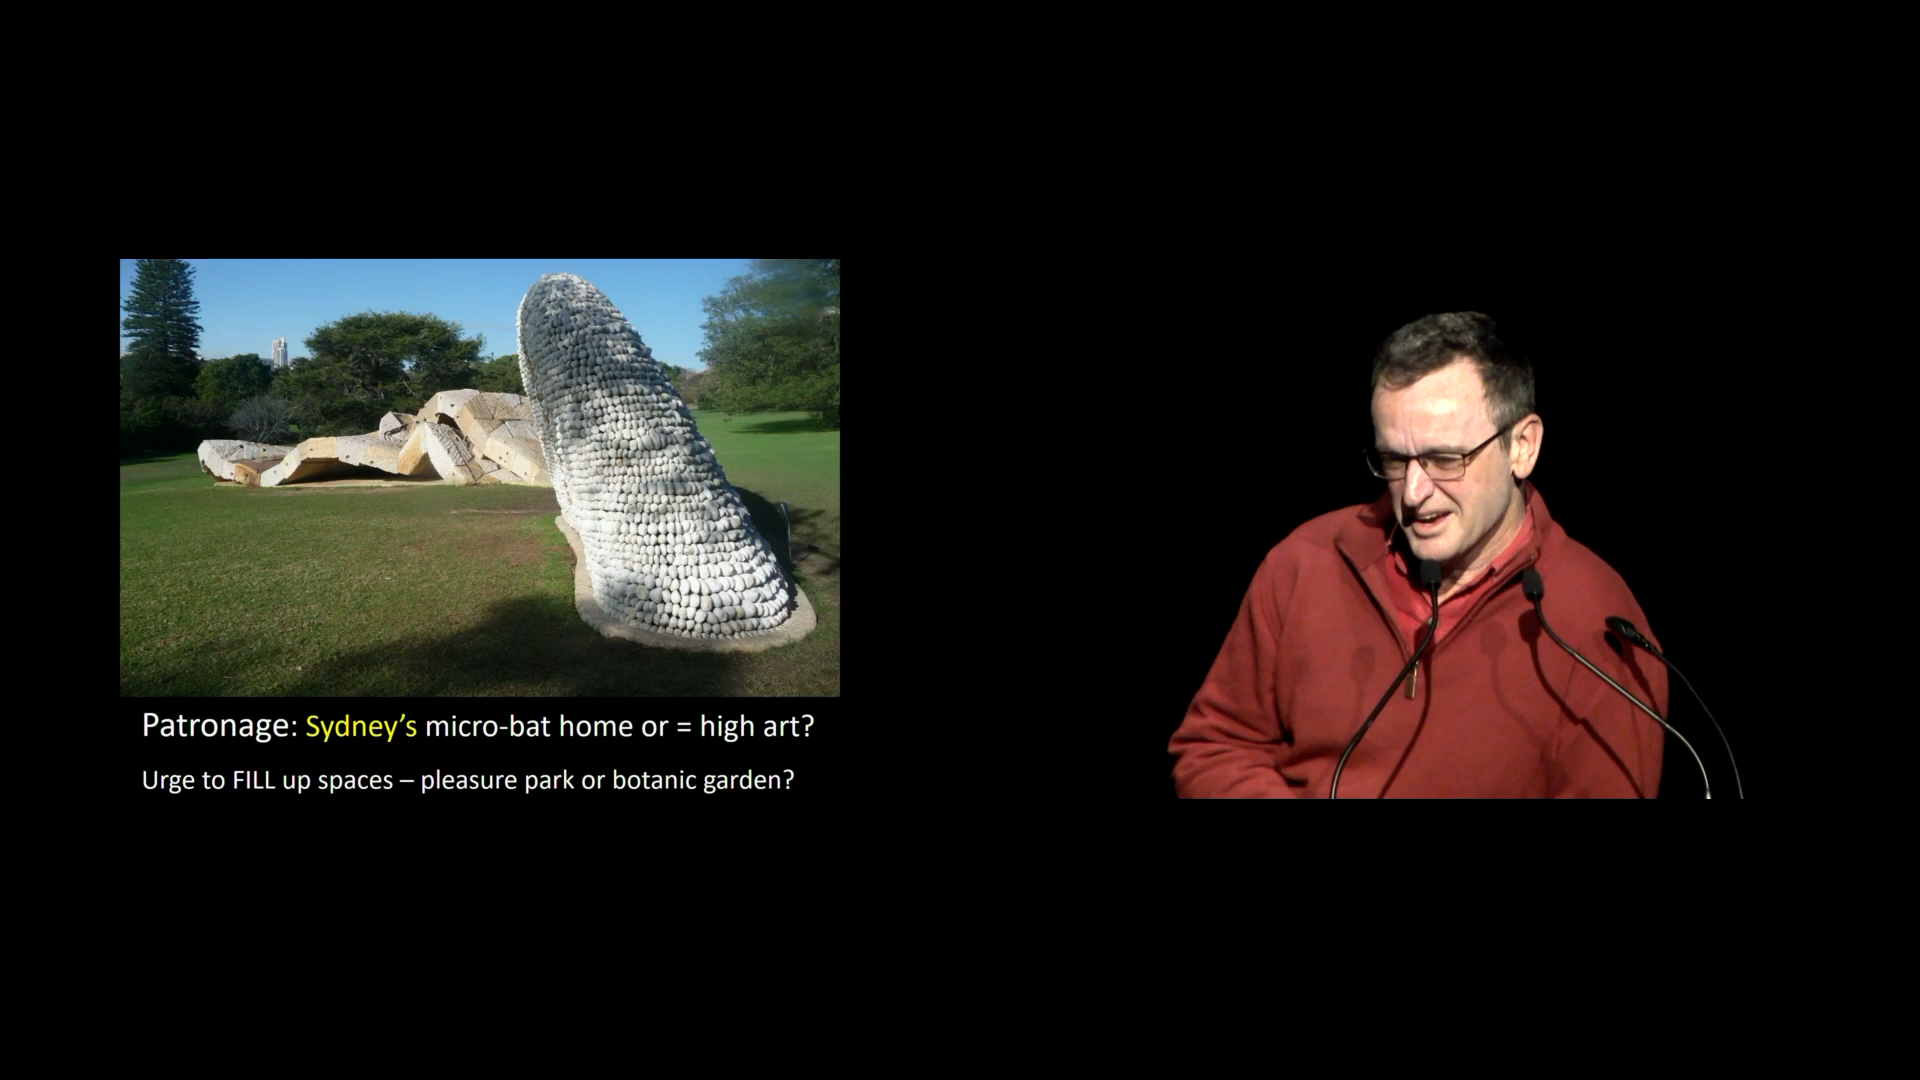 Patronage: Sydney’s micro-bat home or = high art?
Urge to FILL up spaces – pleasure park or botanic garden?